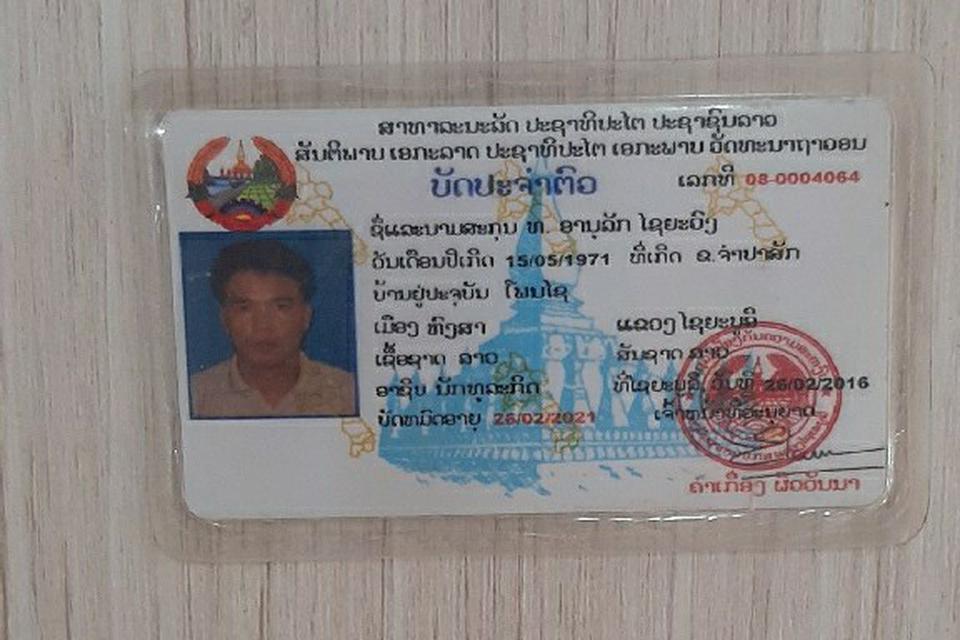 ສາທາລະນະລັດ ປະຊາທິປະໄຕ ປະຊາຊົນລາວ
ສັນຕິພາບ ເອກະລາດ ປະຊາທິປະໄຕ ເອກະພາບ ວັດທະນາຖາວອນ
ບັດປະຈຳຕົວ
ເລກທີ 08-0004064
ຊື່ແລະນາມສະກຸນ ທ. ອານຸລັກ ໄຊຍະວົງ
ວັນເດືອນປີເກີດ 15/05/1971 ທີ່ເກີດ ຂ.ຈຳປາສັກ
ບ້ານຢູ່ປະຈຸບັນ ໂພນໄຊ
ເມືອງ ຫົງສາ ແຂວງ ໄຊຍະບູລີ
ເຊື້ອຊາດ ລາວ ສັນຊາດ ລາວ
ອາຊີບ ນັກທຸລະກິດ ທີ່ໄຊຍະບູລີ ວັນທີ 26/02/2016
ບັດຫມົດອາຍຸ 26/02/2021 ເຈົ້າຫນ້າທີ່ອະນຸຍາດ
ຄຳເກື່ອງ ຜິວວັນນາ